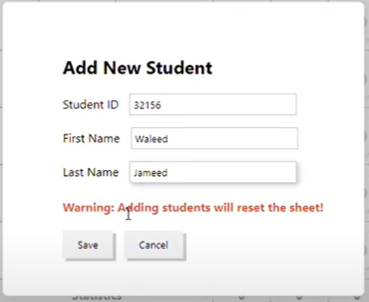 Add New Student
Student ID 32156
First Name Waleed
Last Name Jameed
Warning: Adding students will reset the sheet!
Save Cancel
Statistics